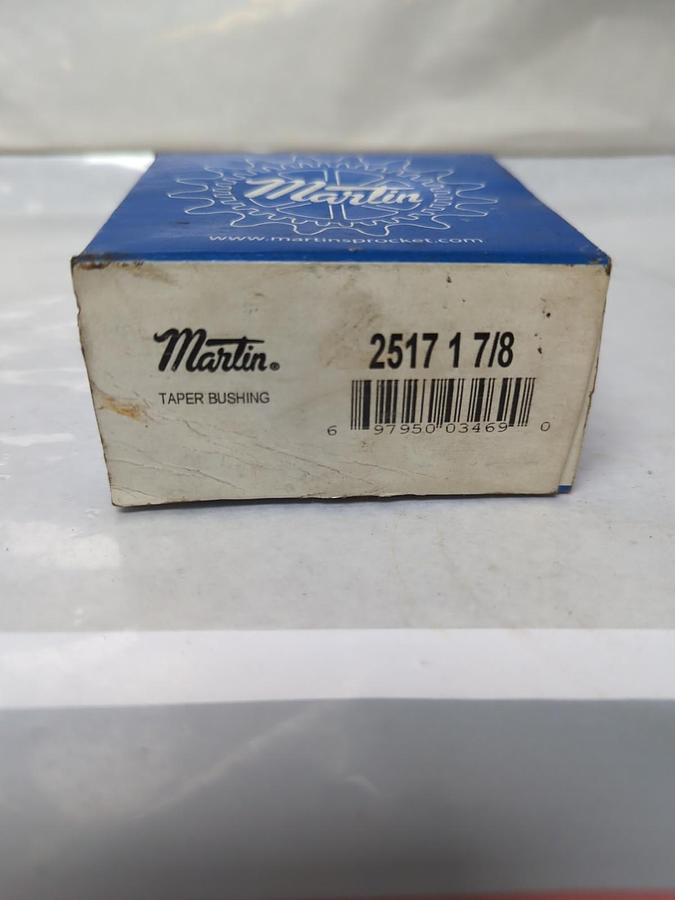 Martin
www.martinsprocket.com
Martin®
TAPER BUSHING
2517 1 7/8
6 97950 03469 0